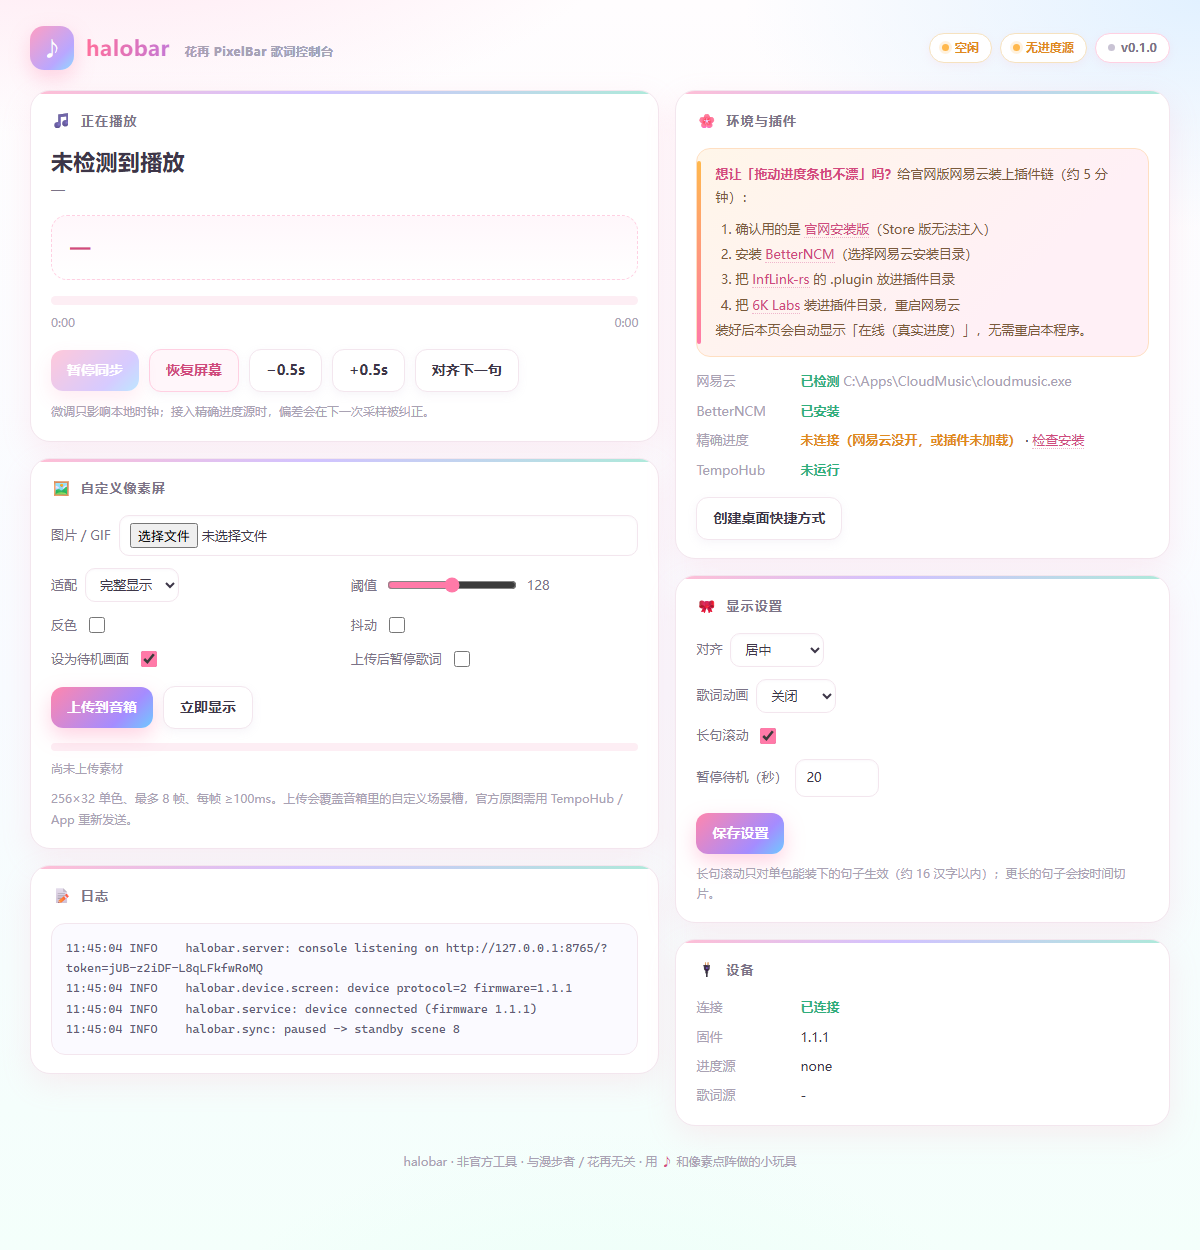 halobar 花再 PixelBar 歌词控制台
空闲 无进度源 v0.1.0
正在播放
未检测到播放
—
—
0:00 0:00
暂停同步 恢复屏幕 −0.5s +0.5s 对齐下一句
微调只影响本地时钟；接入精确进度源时，偏差会在下一次采样被纠正。
自定义像素屏
图片 / GIF 选择文件 未选择文件
适配 完整显示 阈值 128
反色 抖动
设为待机画面 上传后暂停歌词
上传到音箱 立即显示
尚未上传素材
256×32 单色、最多 8 帧、每帧 ≥100ms。上传会覆盖音箱里的自定义场景槽，官方原图需用 TempoHub /
App 重新发送。
日志
11:45:04 INFO halobar.server: console listening on http://127.0.0.1:8765/?
token=jUB-z2iDF-L8qLFkfwRoMQ
11:45:04 INFO halobar.device.screen: device protocol=2 firmware=1.1.1
11:45:04 INFO halobar.service: device connected (firmware 1.1.1)
11:45:04 INFO halobar.sync: paused -> standby scene 8
环境与插件
想让「拖动进度条也不漂」吗？给官网版网易云装上插件链（约 5 分
钟）：
1. 确认用的是 官网安装版（Store 版无法注入）
2. 安装 BetterNCM（选择网易云安装目录）
3. 把 InfLink-rs 的 .plugin 放进插件目录
4. 把 6K Labs 装进插件目录，重启网易云
装好后本页会自动显示「在线（真实进度）」，无需重启本程序。
网易云 已检测 C:\Apps\CloudMusic\cloudmusic.exe
BetterNCM 已安装
精确进度 未连接（网易云没开，或插件未加载） · 检查安装
TempoHub 未运行
创建桌面快捷方式
显示设置
对齐 居中
歌词动画 关闭
长句滚动
暂停待机（秒） 20
保存设置
长句滚动只对单包能装下的句子生效（约 16 汉字以内）；更长的句子会按时间切
片。
设备
连接 已连接
固件 1.1.1
进度源 none
歌词源 -
halobar · 非官方工具 · 与漫步者 / 花再无关 · 用 ♪ 和像素点阵做的小玩具